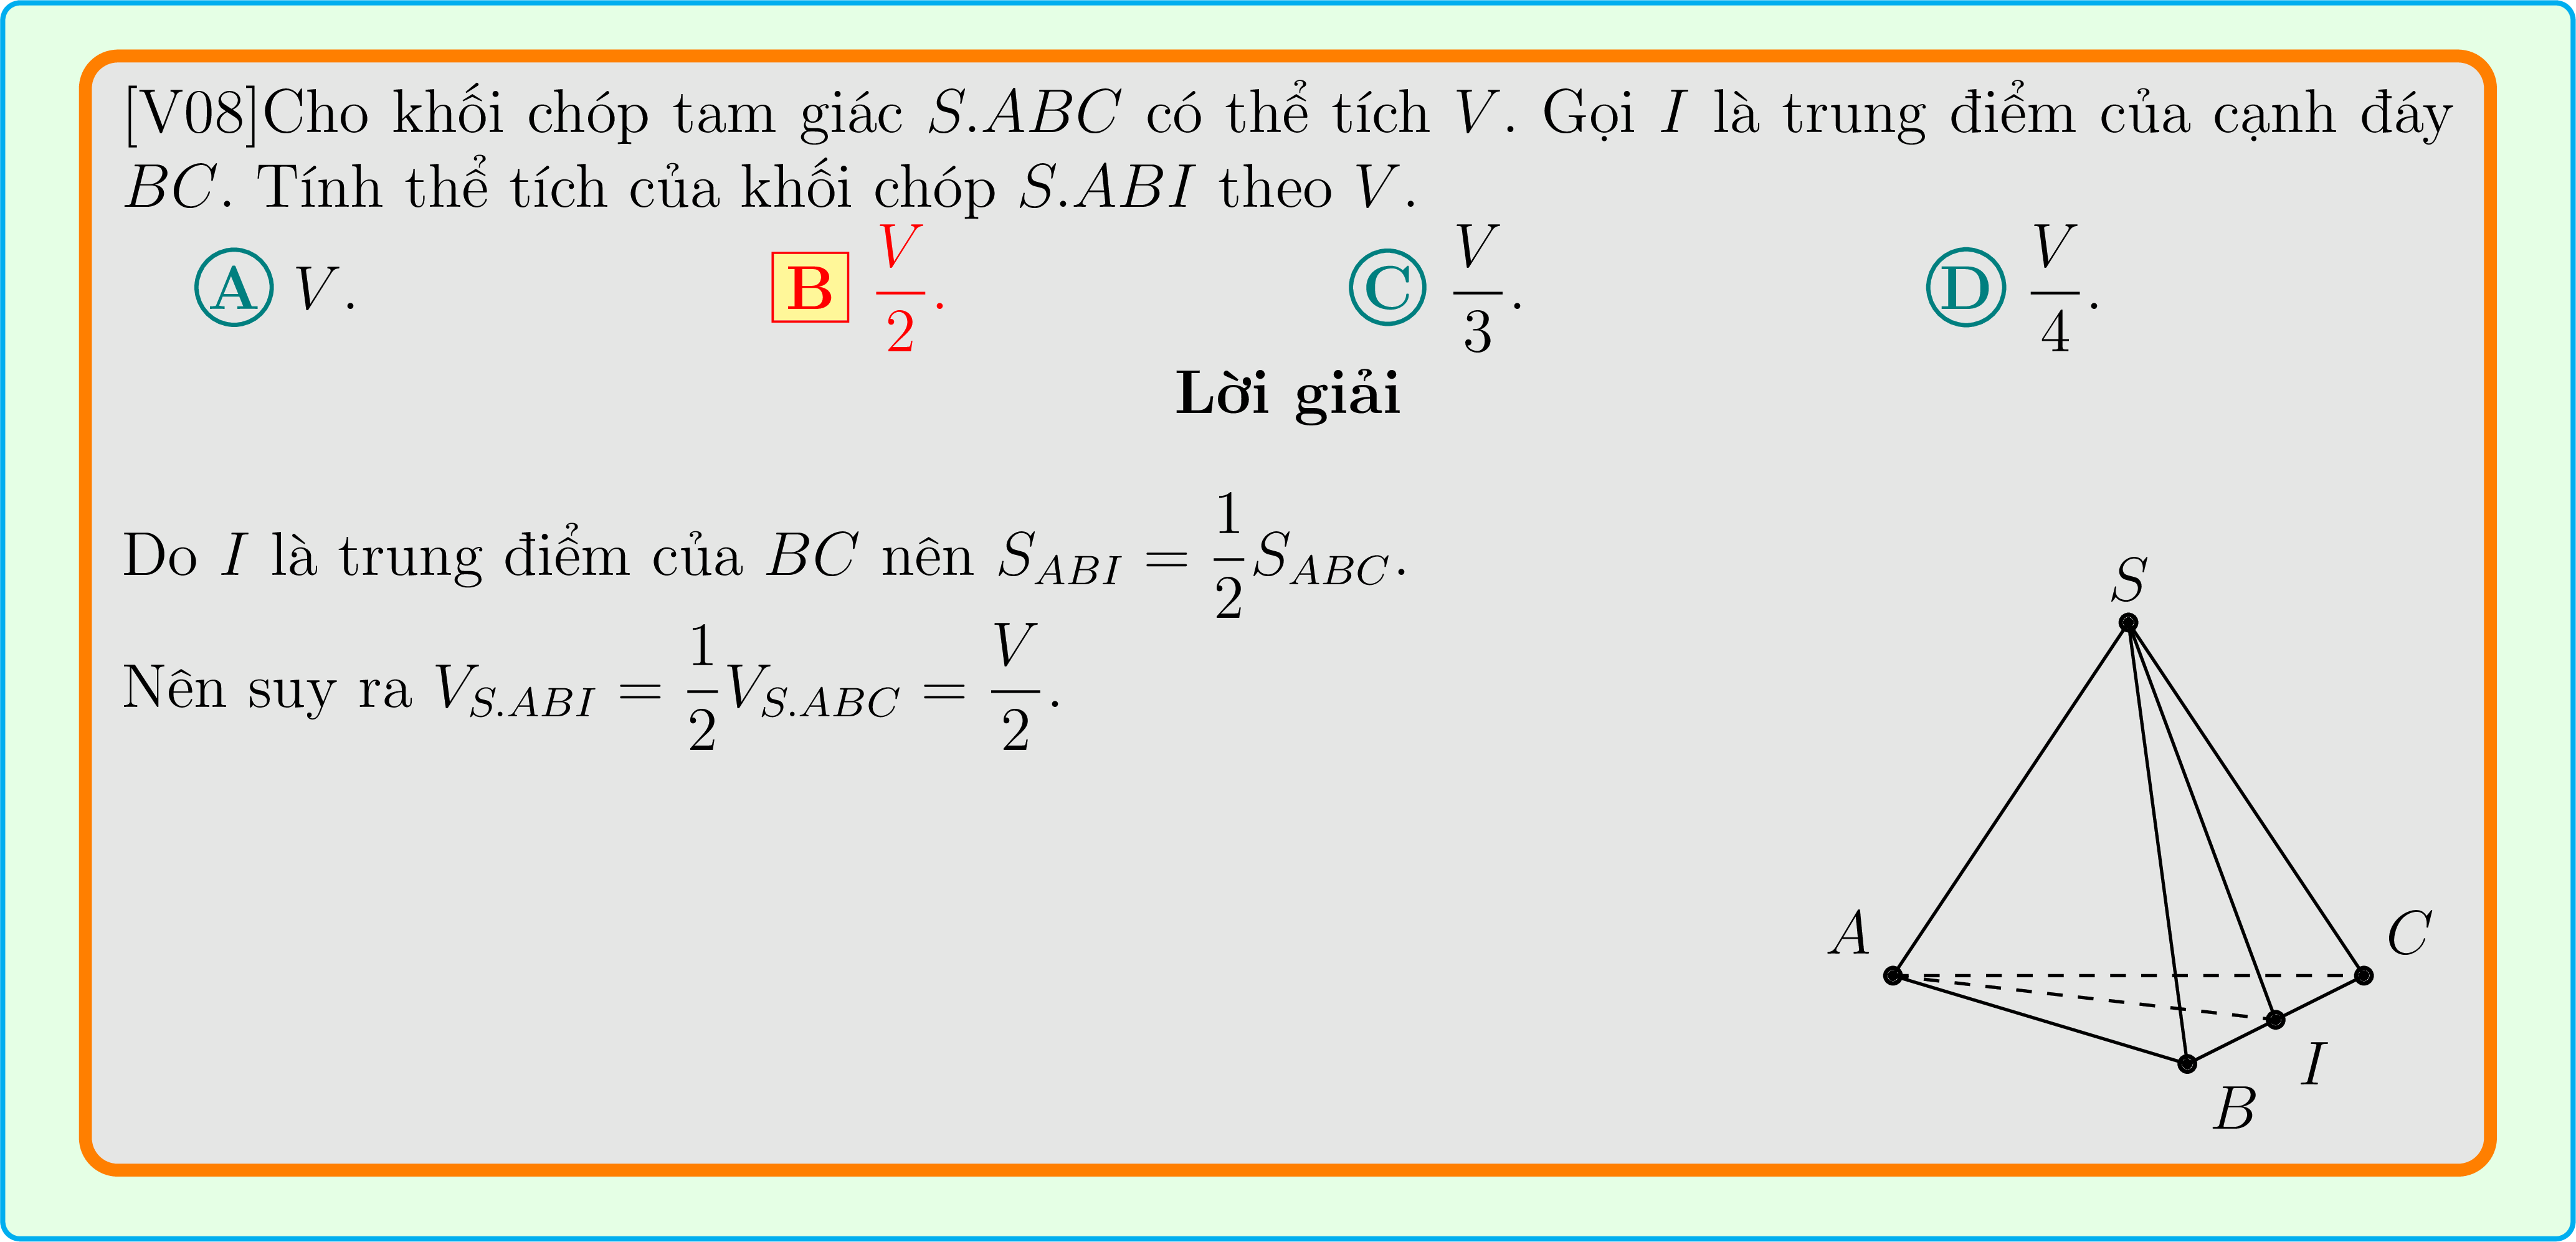 [V08]Cho khối chóp tam giác S.ABC có thể tích V. Gọi I là trung điểm của cạnh đáy
BC. Tính thể tích của khối chóp S.ABI theo V.
A V. B \frac{V}{2}. C \frac{V}{3}. D \frac{V}{4}.
Lời giải
Do I là trung điểm của BC nên S_{ABI} = \frac{1}{2}S_{ABC}.
Nên suy ra V_{S.ABI} = \frac{1}{2}V_{S.ABC} = \frac{V}{2}.
S
A
C
I
B